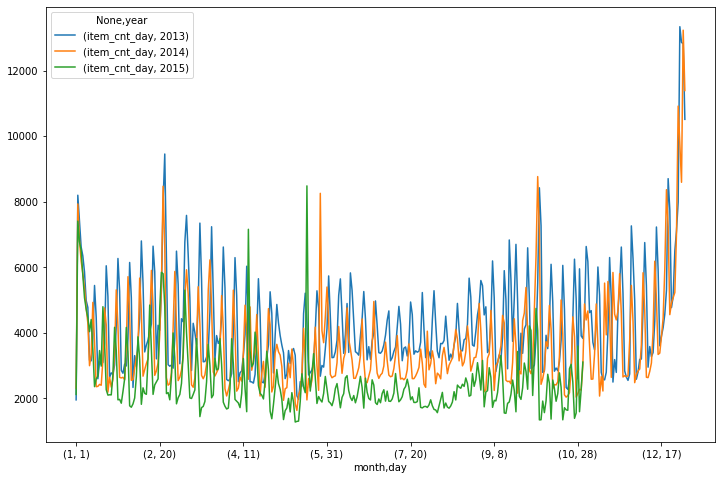 None,year
(item_cnt_day, 2013)
(item_cnt_day, 2014)
(item_cnt_day, 2015)
12000
10000
8000
6000
4000
2000
(1, 1) (2, 20) (4, 11) (5, 31) (7, 20) (9, 8) (10, 28) (12, 17)
month,day